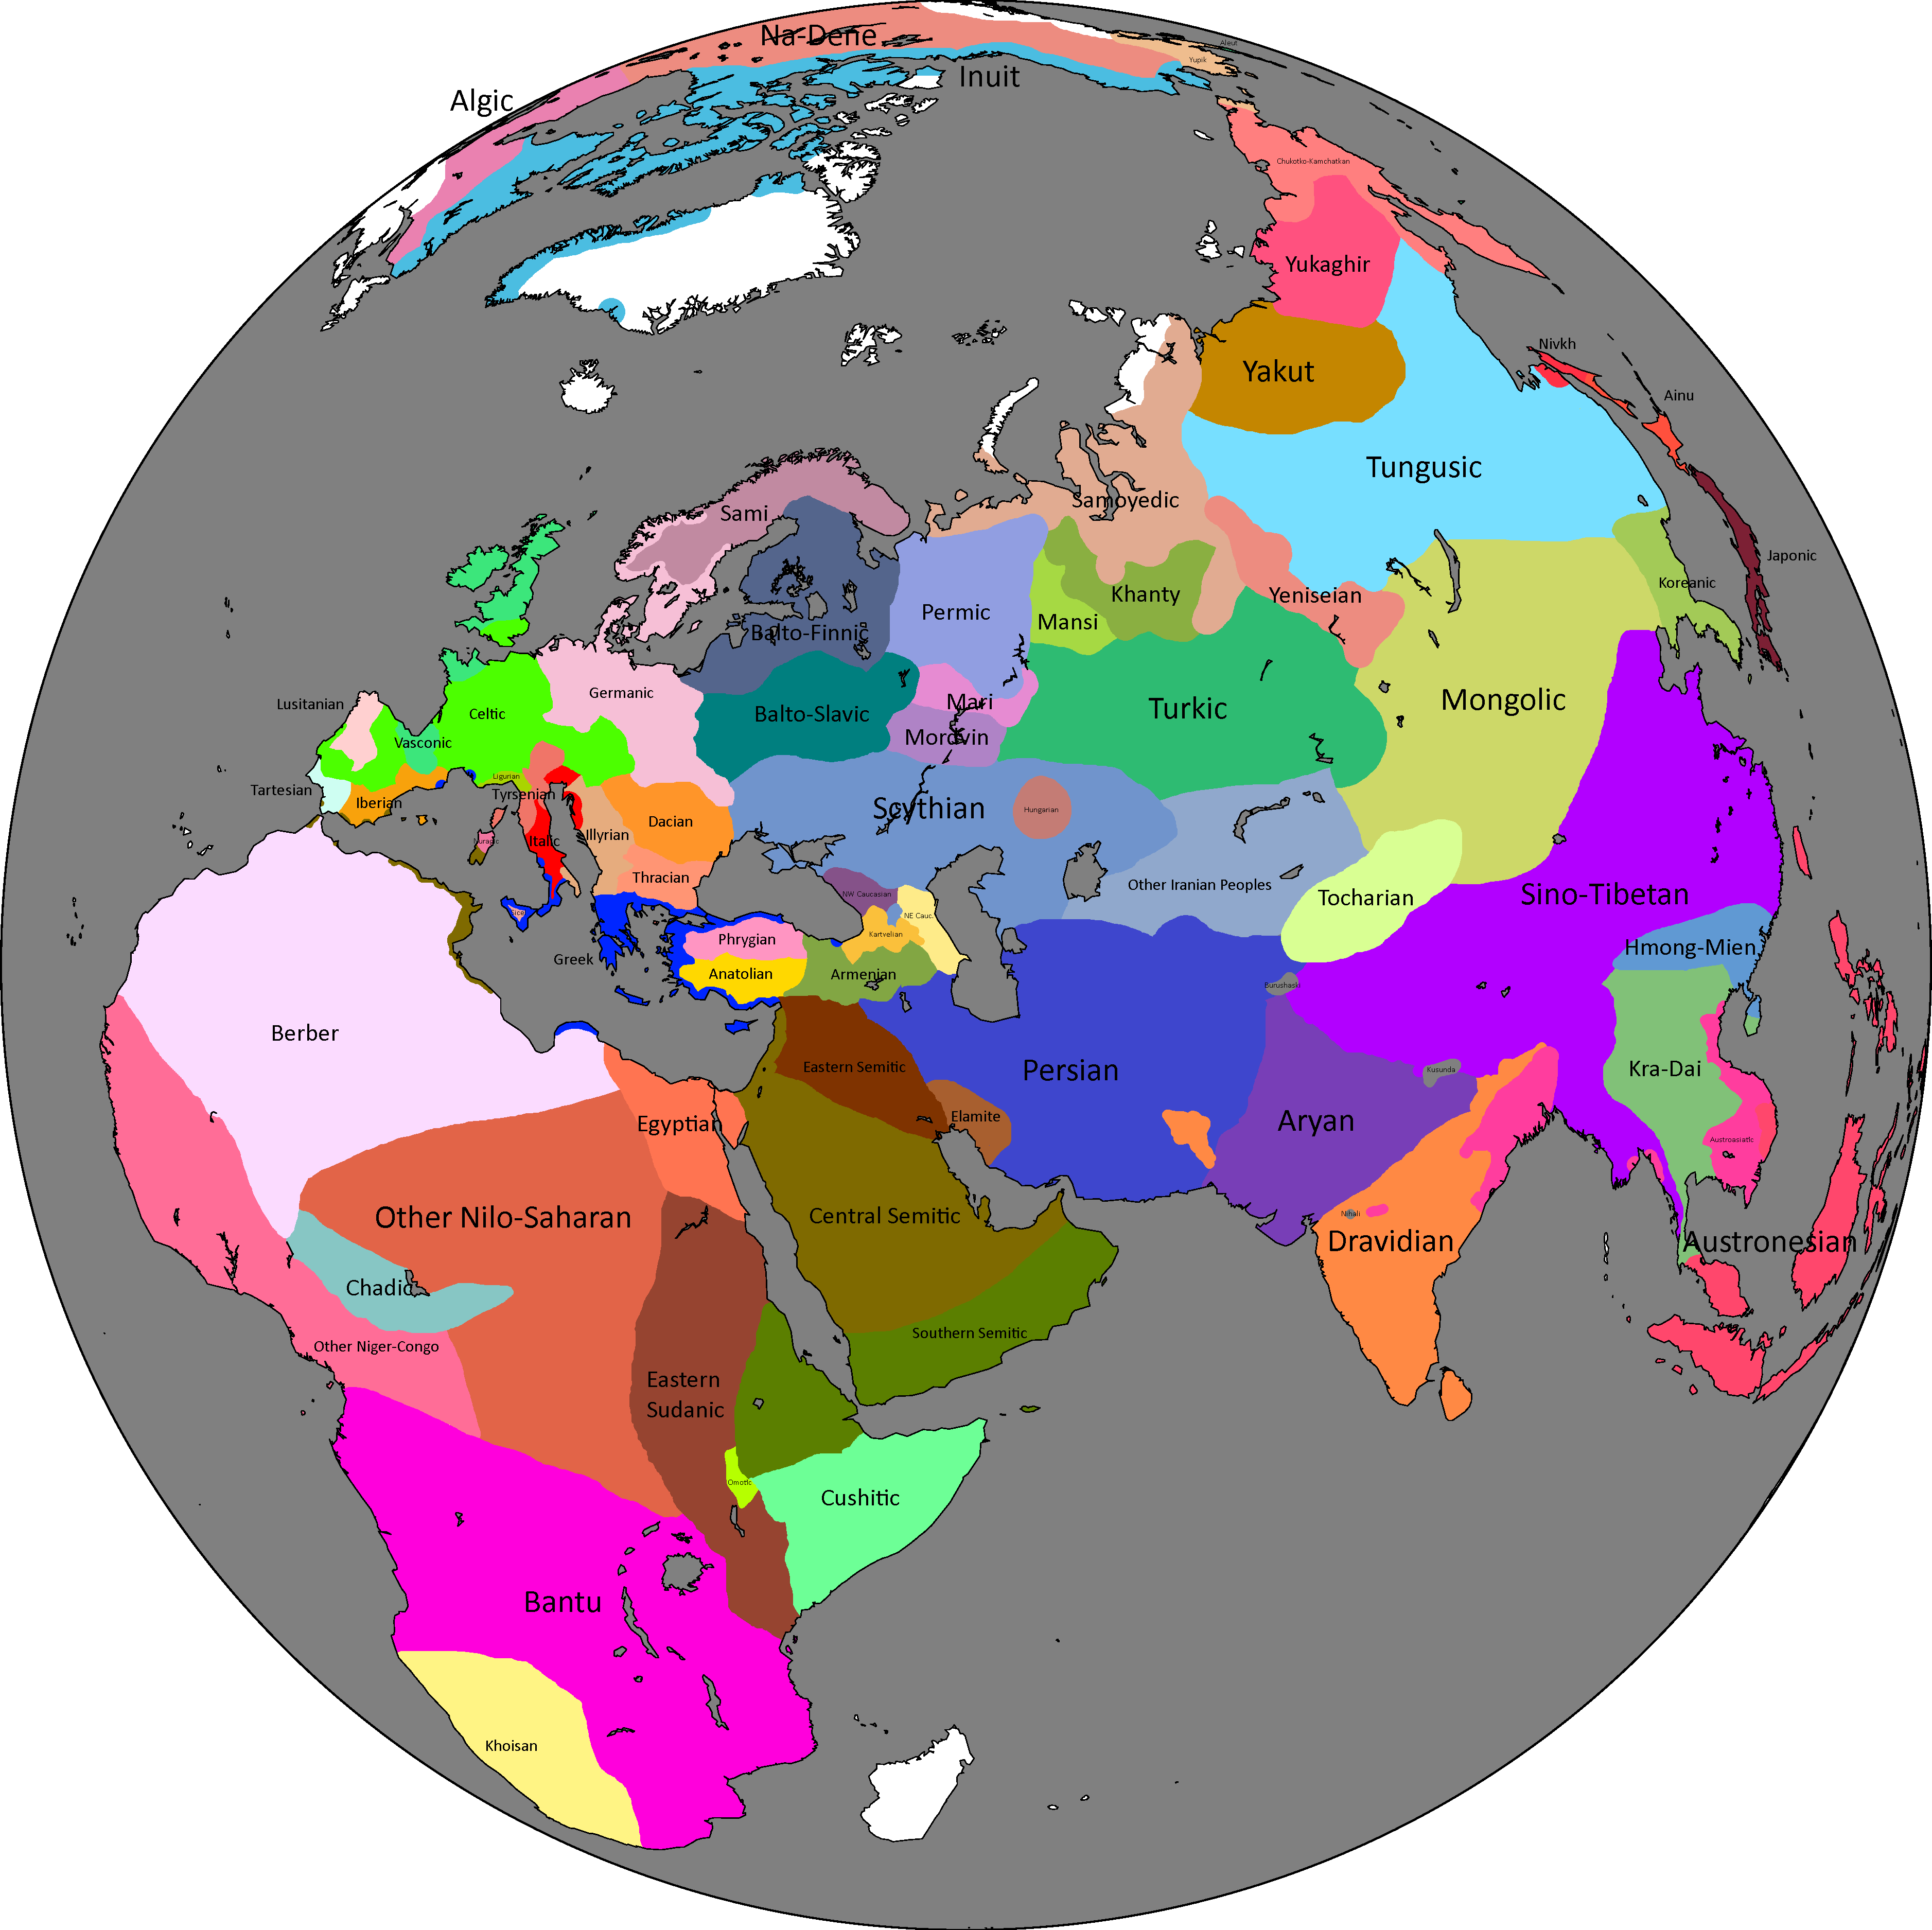 Na-Dene
Aleut
Yupik
Inuit
Algic
Chukotko-Kamchatkan
Yukaghir
Nivkh
Yakut
Ainu
Tungusic
Samoyedic
Sami
Japonic
Koreanic
Khanty
Yeniseian
Permic
Mansi
Balto-Finnic
Germanic
Mari
Lusitanian
Celtic
Balto-Slavic
Turkic
Mongolic
Mordvin
Vasconic
Ligurian
Tartesian
Iberian
Tyrsenian
Scythian
Hungarian
Dacian
Illyrian
Nuragic
Italic
Thracian
Other Iranian Peoples
NW Caucasian
Tocharian
Sino-Tibetan
Sicel
NE Cauc.
Kartvelian
Phrygian
Hmong-Mien
Greek
Anatolian
Armenian
Burushaski
Berber
Eastern Semitic
Persian
Kusunda
Kra-Dai
Egyptian
Elamite
Aryan
Austroasiatic
Other Nilo-Saharan
Central Semitic
Nihali
Dravidian
Austronesian
Chadic
Southern Semitic
Other Niger-Congo
Eastern
Sudanic
Omotic
Cushitic
Bantu
Khoisan